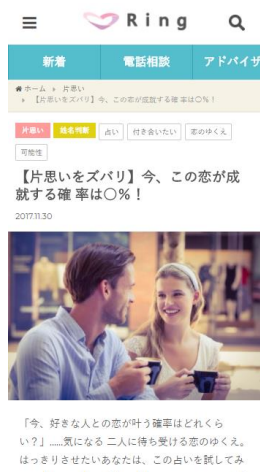 Ring
新着 電話相談 アドバイザ
ホーム » 片思い
» 【片思いをズバリ】今、この恋が成就する確 率は〇%！
片思い 姓名判断 占い 付き合いたい 恋のゆくえ
可能性
【片思いをズバリ】今、この恋が成
就する確 率は〇%！
2017.11.30
「今、好きな人との恋が叶う確率はどれくら
い？」……気になる 二人に待ち受ける恋のゆくえ。
はっきりさせたいあなたは、この占いを試してみ